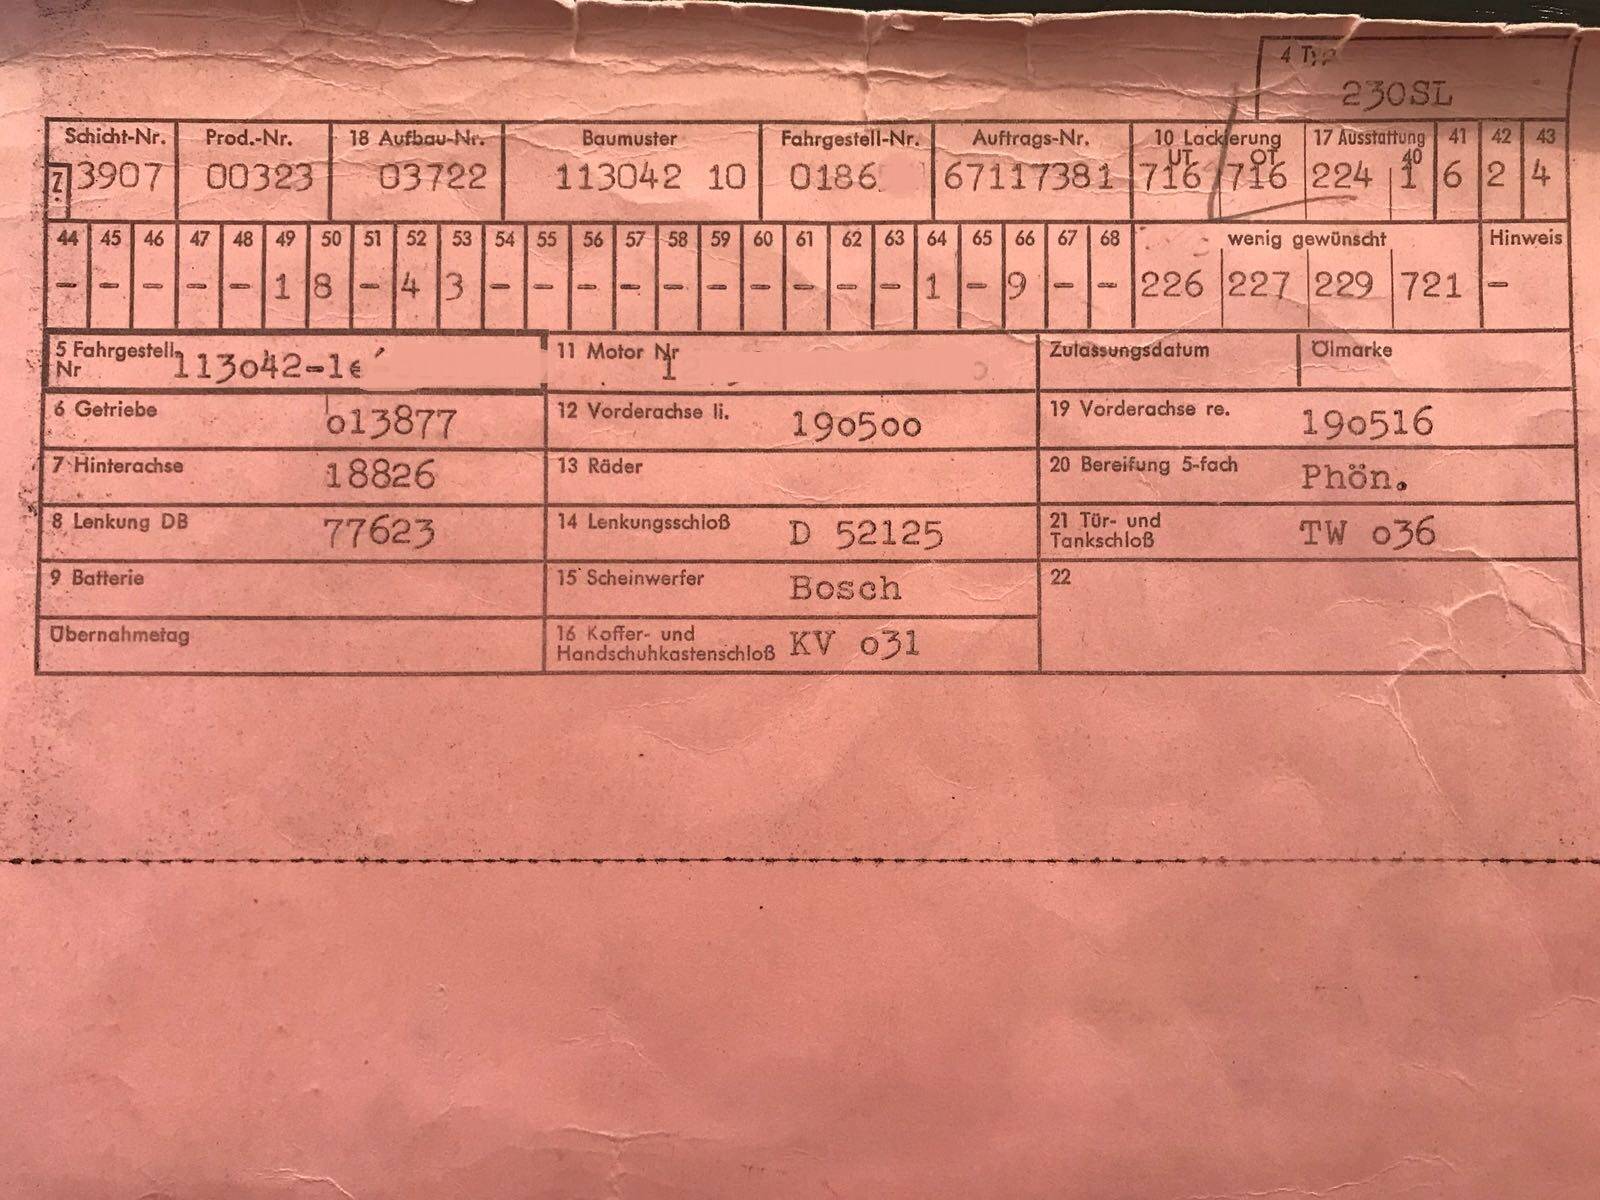 4 Typ
230SL
Schicht-Nr. Prod.-Nr. 18 Aufbau-Nr. Baumuster Fahrgestell-Nr. Auftrags-Nr. 10 Lackierung 17 Ausstattung 41 42 43
UT OT 40
Z. 3907 00323 03722 113042 10 0186 67117381 716 716 224 1 6 2 4
44 45 46 47 48 49 50 51 52 53 54 55 56 57 58 59 60 61 62 63 64 65 66 67 68 wenig gewünscht Hinweis
- - - - - 1 8 - 4 3 - - - - - - - - - - 1 - 9 - - 226 227 229 721 -
5 Fahrgestell Nr 113o42-1 11 Motor Nr 1 Zulassungsdatum Ölmarke
6 Getriebe o13877 12 Vorderachse li. 19o5oo 19 Vorderachse re. 19o516
7 Hinterachse 18826 13 Räder 20 Bereifung 5-fach Phön.
8 Lenkung DB 77623 14 Lenkungsschloß D 52125 21 Tür- und Tankschloß TW o36
9 Batterie 15 Scheinwerfer Bosch 22
Übernahmetag 16 Koffer- und Handschuhkastenschloß KV o31